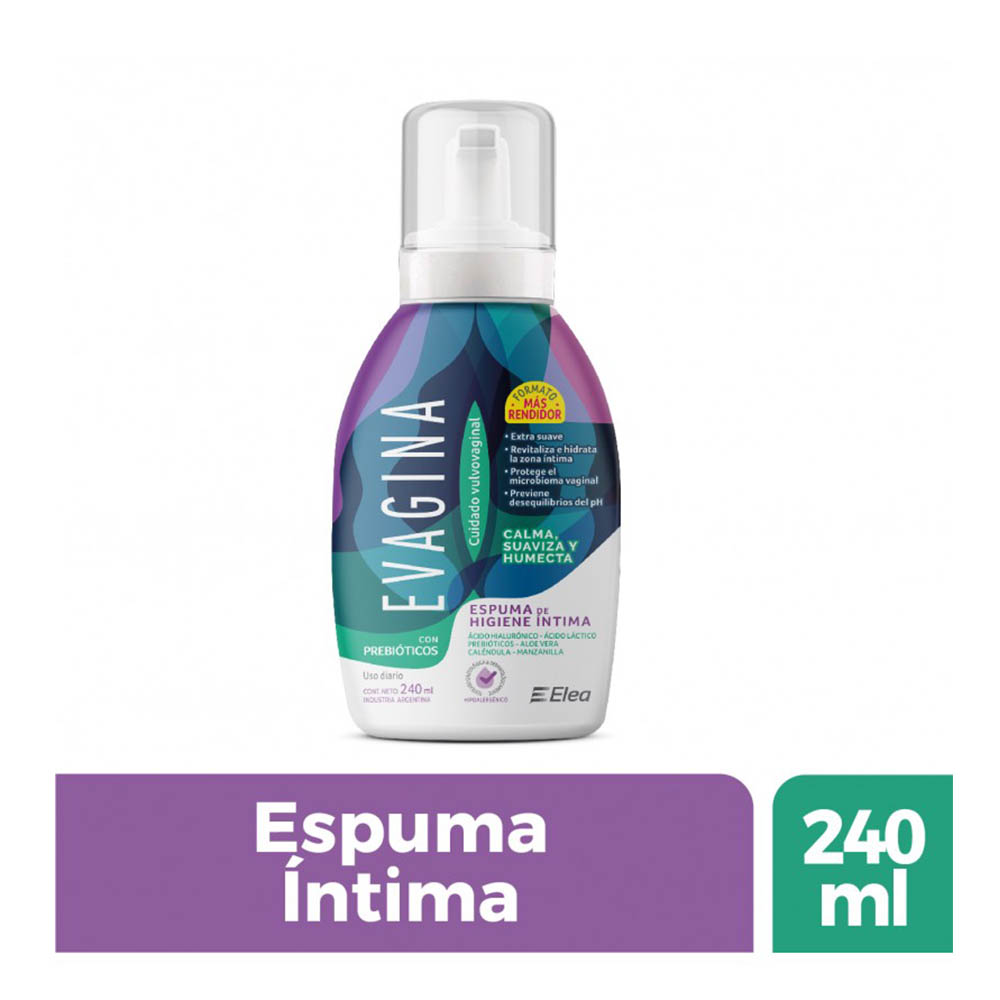 EVAGINA
Cuidado vulvovaginal
FORMATO
MÁS
RENDIDOR
• Extra suave
• Revitaliza e hidrata
la zona íntima
• Protege el
microbioma vaginal
• Previene
desequilibrios del pH
CALMA,
SUAVIZA Y
HUMECTA
ESPUMA DE
HIGIENE ÍNTIMA
ÁCIDO HIALURÓNICO - ÁCIDO LÁCTICO
PREBIÓTICOS - ALOE VERA
CALÉNDULA - MANZANILLA
CON
PREBIÓTICOS
Uso diario
CONT. NETO: 240 ml
INDUSTRIA ARGENTINA
HIPOALERGÉNICO
Elea
Espuma
Íntima
240
ml